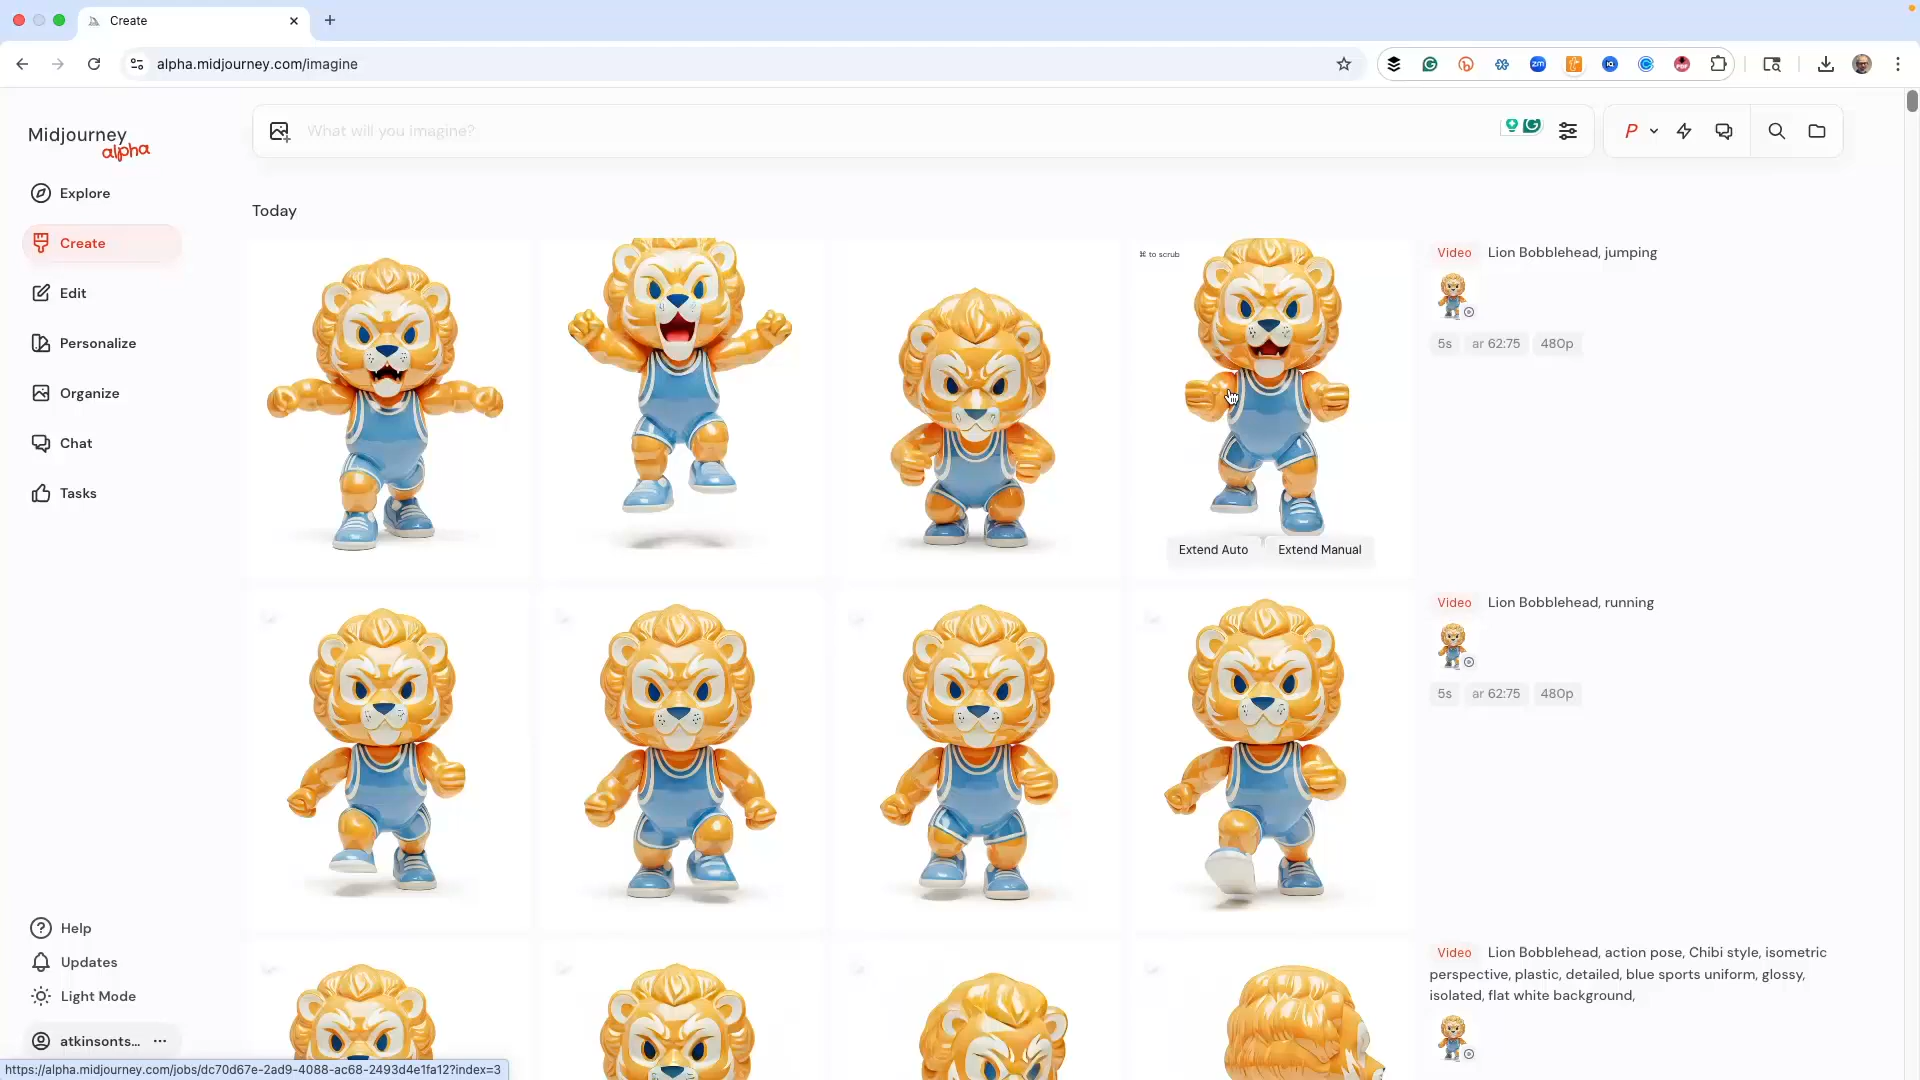 Create
alpha.midjourney.com/imagine
zm
Midjourney
alpha
What will you imagine?
P
Explore
Create
Edit
Personalize
Organize
Chat
Tasks
Today
⌘ to scrub
Extend Auto
Extend Manual
Video Lion Bobblehead, jumping
5s ar 62:75 480p
Video Lion Bobblehead, running
5s ar 62:75 480p
Video Lion Bobblehead, action pose, Chibi style, isometric
perspective, plastic, detailed, blue sports uniform, glossy,
isolated, flat white background,
Help
Updates
Light Mode
atkinsonts...
https://alpha.midjourney.com/jobs/dc70d67e-2ad9-4088-ac68-2493d4e1fa12?index=3